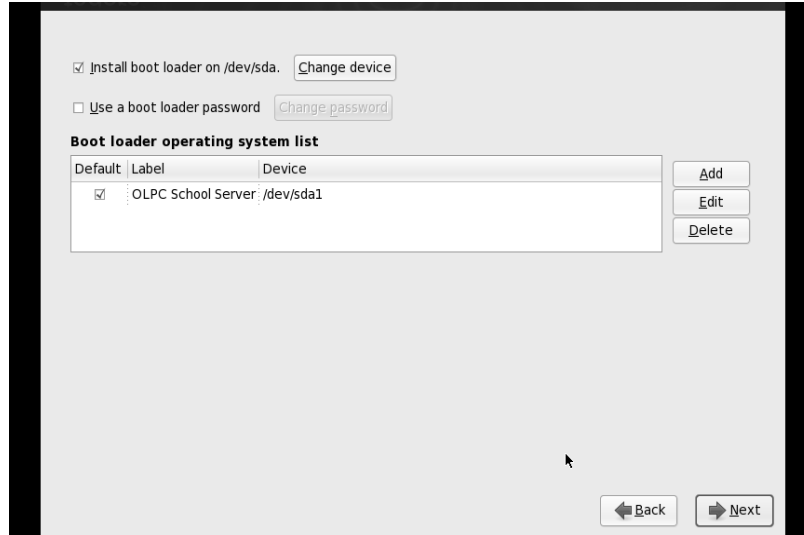 Install boot loader on /dev/sda. Change device
Use a boot loader password Change password
Boot loader operating system list
Default Label Device
OLPC School Server /dev/sda1
Add
Edit
Delete
Back Next